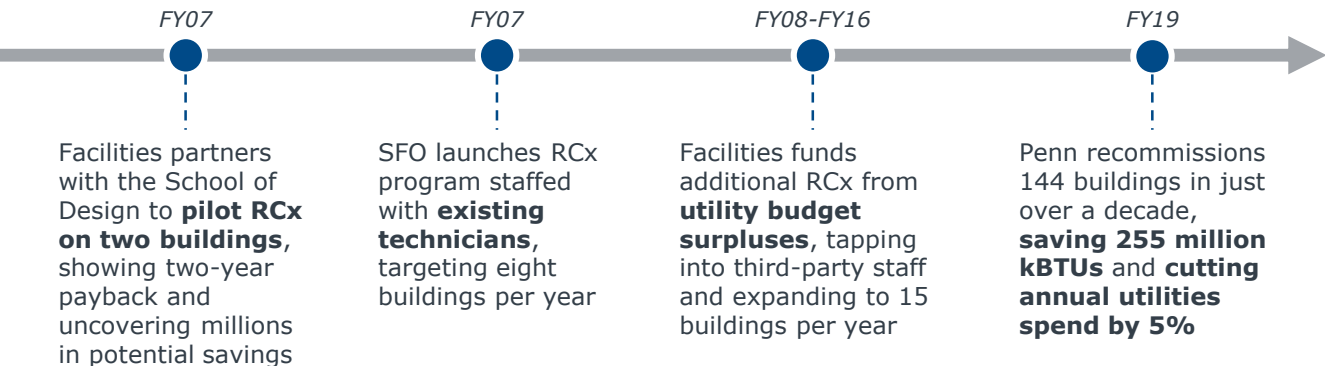 FY07
Facilities partners
with the School of
Design to pilot RCx
on two buildings,
showing two-year
payback and
uncovering millions
in potential savings
FY07
SFO launches RCx
program staffed
with existing
technicians,
targeting eight
buildings per year
FY08-FY16
Facilities funds
additional RCx from
utility budget
surpluses, tapping
into third-party staff
and expanding to 15
buildings per year
FY19
Penn recommissions
144 buildings in just
over a decade,
saving 255 million
kBTUs and cutting
annual utilities
spend by 5%